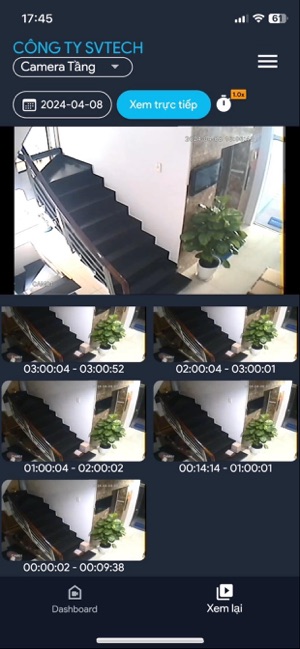 17:45
61
CÔNG TY SVTECH
Camera Tầng
2024-04-08
Xem trực tiếp
1.0x
03:00:04 - 03:00:52
02:00:04 - 03:00:01
01:00:04 - 02:00:02
00:14:14 - 01:00:01
00:00:02 - 00:09:38
Dashboard
Xem lại